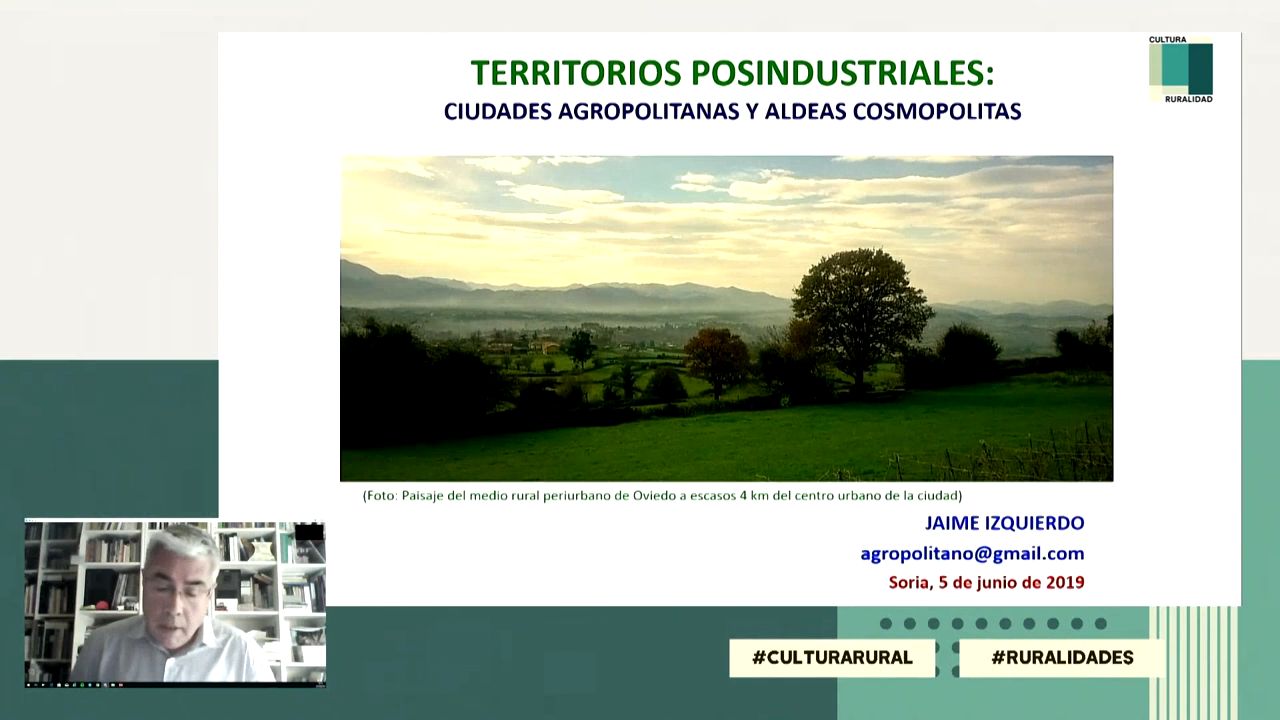 CULTURA
RURALIDAD
TERRITORIOS POSINDUSTRIALES:
CIUDADES AGROPOLITANAS Y ALDEAS COSMOPOLITAS
(Foto: Paisaje del medio rural periurbano de Oviedo a escasos 4 km del centro urbano de la ciudad)
JAIME IZQUIERDO
agropolitano@gmail.com
Soria, 5 de junio de 2019
#CULTURARURAL
#RURALIDADES